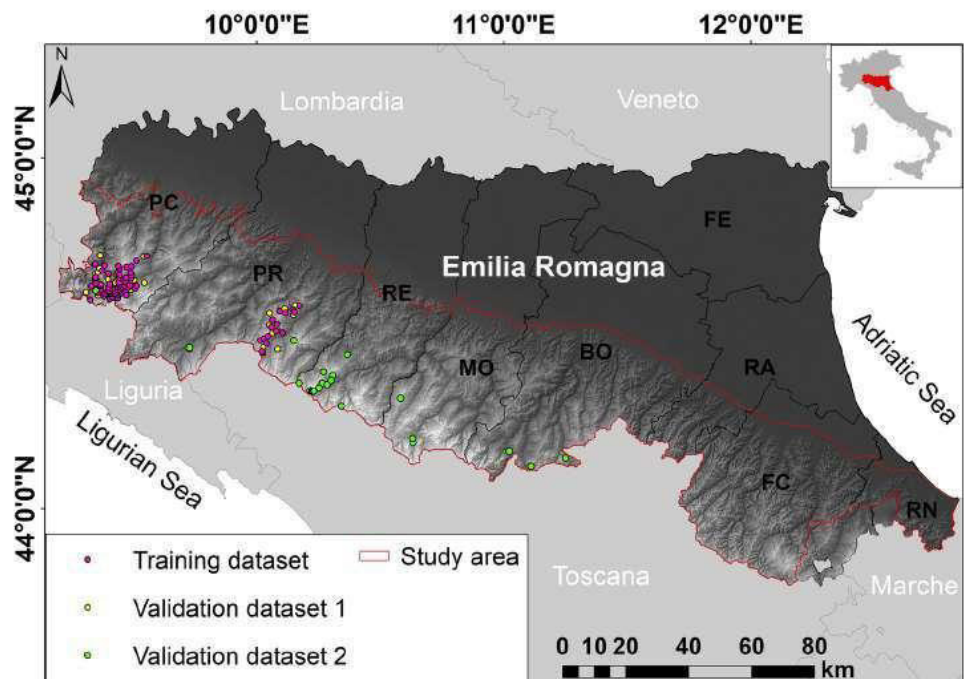 10°0'0"E 11°0'0"E 12°0'0"E
N
Lombardia
Veneto
45°0'0"N
PC
FE
PR
Emilia Romagna
RE
MO
BO
RA
Adriatic Sea
Liguria
Ligurian Sea
FC
RN
44°0'0"N
Training dataset
Study area
Toscana
Marche
Validation dataset 1
Validation dataset 2
0 10 20 40 60 80
km